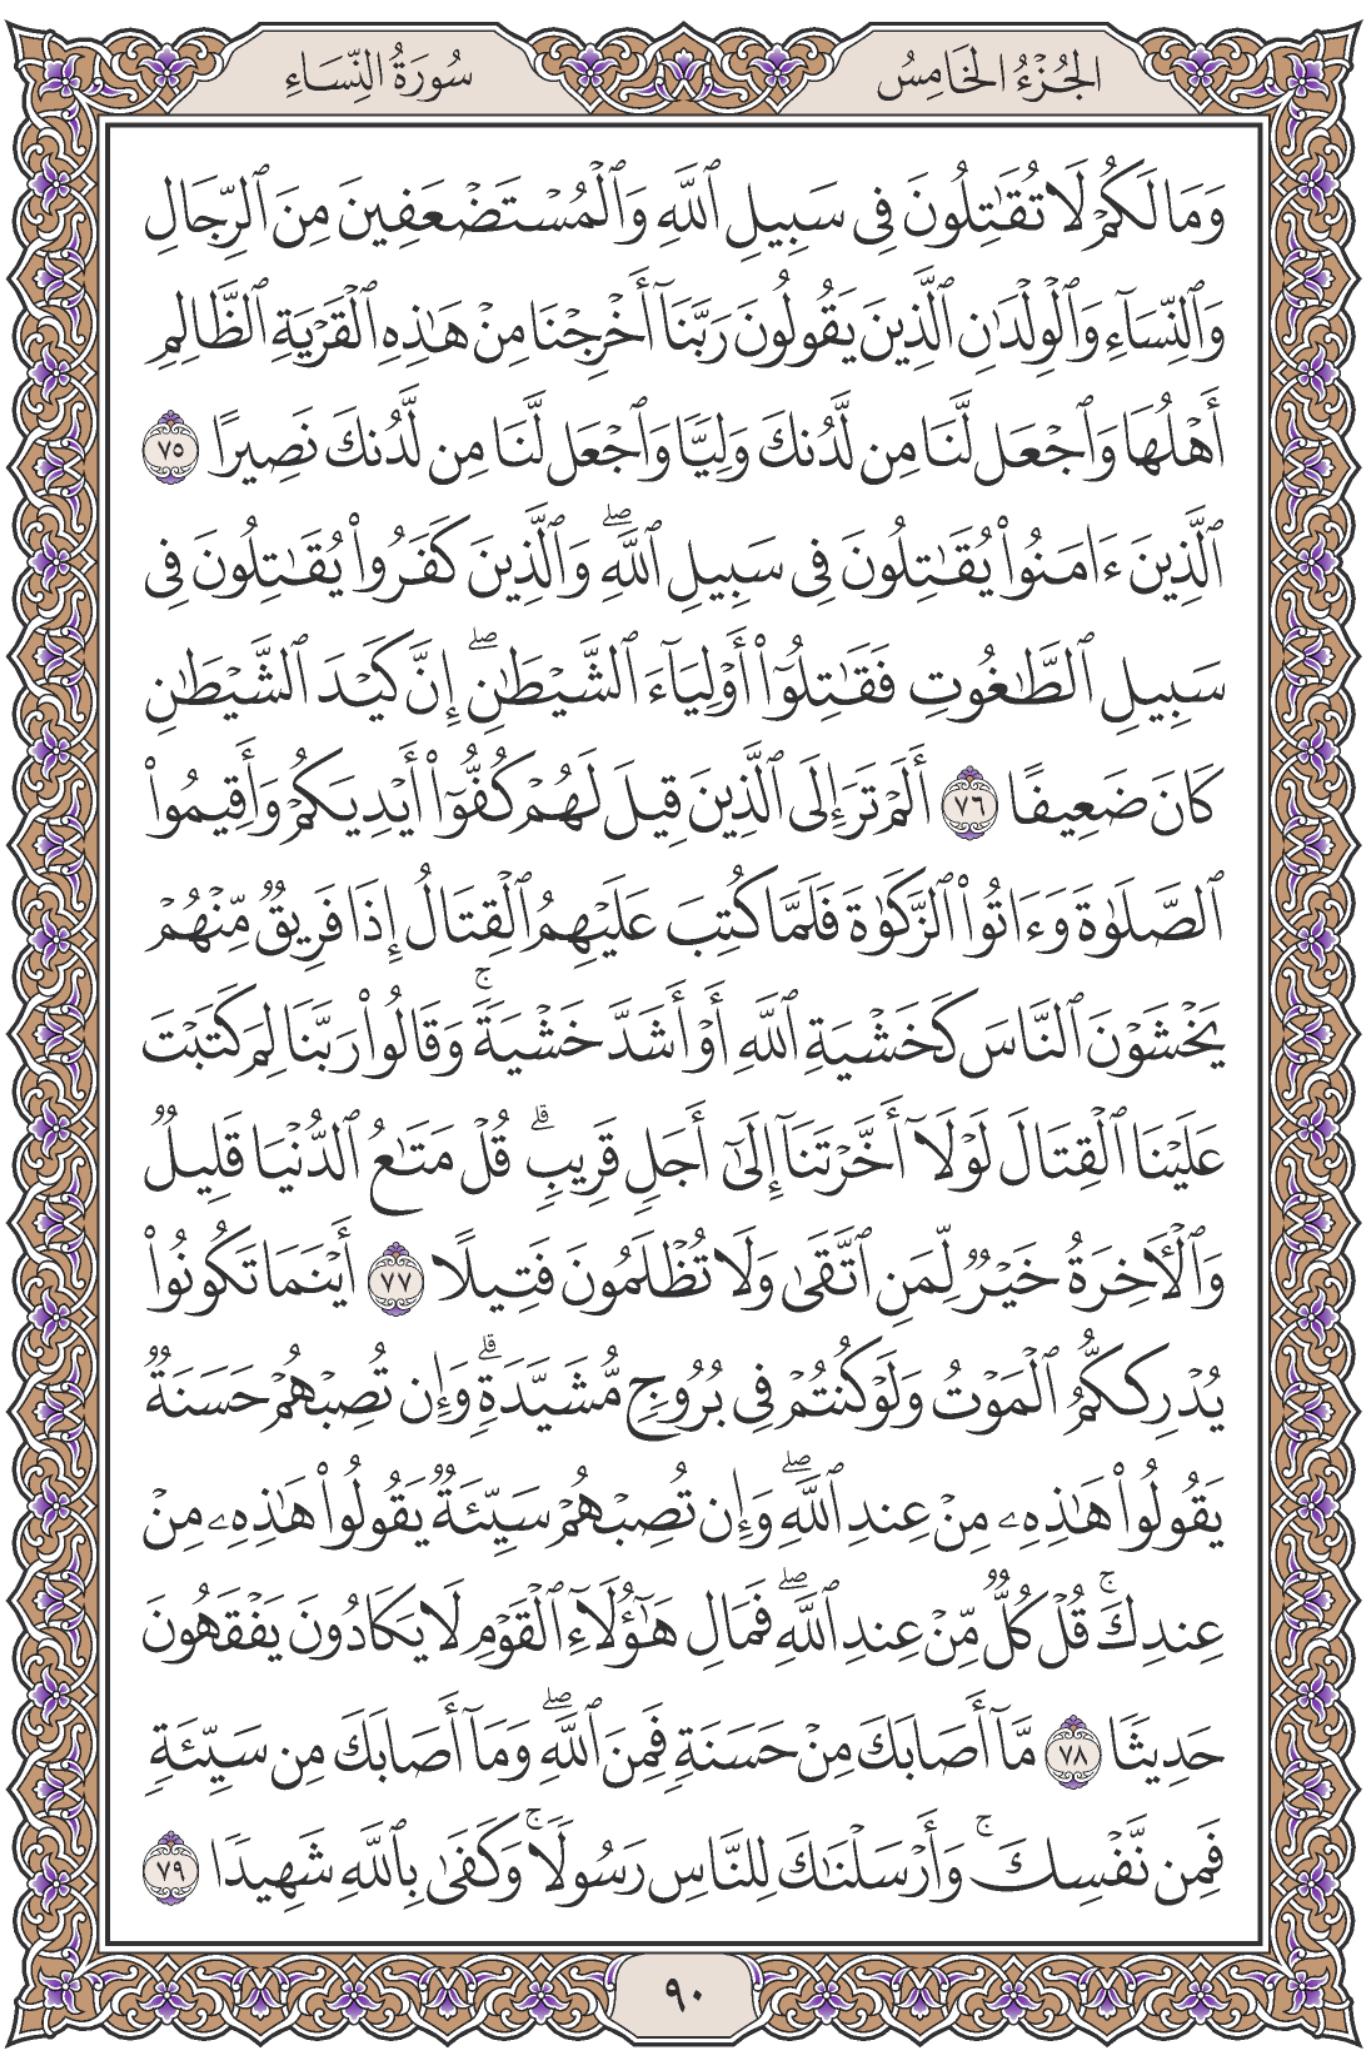 الجُزْءُ الخَامِسُ
سُورَةُ النِّسَاءِ
وَمَا لَكُمْ لَا تُقَٰتِلُونَ فِى سَبِيلِ ٱللَّهِ وَٱلْمُسْتَضْعَفِينَ مِنَ ٱلرِّجَالِ
وَٱلنِّسَآءِ وَٱلْوِلْدَٰنِ ٱلَّذِينَ يَقُولُونَ رَبَّنَآ أَخْرِجْنَا مِنْ هَٰذِهِ ٱلْقَرْيَةِ ٱلظَّالِمِ
أَهْلُهَا وَٱجْعَل لَّنَا مِن لَّدُنكَ وَلِيًّا وَٱجْعَل لَّنَا مِن لَّدُنكَ نَصِيرًا ٧٥
ٱلَّذِينَ ءَامَنُوا۟ يُقَٰتِلُونَ فِى سَبِيلِ ٱللَّهِ ۖ وَٱلَّذِينَ كَفَرُوا۟ يُقَٰتِلُونَ فِى
سَبِيلِ ٱلطَّٰغُوتِ فَقَٰتِلُوٓا۟ أَوْلِيَآءَ ٱلشَّيْطَٰنِ ۖ إِنَّ كَيْدَ ٱلشَّيْطَٰنِ
كَانَ ضَعِيفًا ٧٦ أَلَمْ تَرَ إِلَى ٱلَّذِينَ قِيلَ لَهُمْ كُفُّوٓا۟ أَيْدِيَكُمْ وَأَقِيمُوا۟
ٱلصَّلَوٰةَ وَءَاتُوا۟ ٱلزَّكَوٰةَ فَلَمَّا كُتِبَ عَلَيْهِمُ ٱلْقِتَالُ إِذَا فَرِيقٌ مِّنْهُمْ
يَخْشَوْنَ ٱلنَّاسَ كَخَشْيَةِ ٱللَّهِ أَوْ أَشَدَّ خَشْيَةً ۚ وَقَالُوا۟ رَبَّنَا لِمَ كَتَبْتَ
عَلَيْنَا ٱلْقِتَالَ لَوْلَآ أَخَّرْتَنَآ إِلَىٰٓ أَجَلٍ قَرِيبٍ ۗ قُلْ مَتَٰعُ ٱلدُّنْيَا قَلِيلٌ
وَٱلْءَاخِرَةُ خَيْرٌ لِّمَنِ ٱتَّقَىٰ وَلَا تُظْلَمُونَ فَتِيلًا ٧٧ أَيْنَمَا تَكُونُوا۟
يُدْرِككُّمُ ٱلْمَوْتُ وَلَوْ كُنتُمْ فِى بُرُوجٍ مُّشَيَّدَةٍ ۗ وَإِن تُصِبْهُمْ حَسَنَةٌ
يَقُولُوا۟ هَٰذِهِۦ مِنْ عِندِ ٱللَّهِ ۖ وَإِن تُصِبْهُمْ سَيِّئَةٌ يَقُولُوا۟ هَٰذِهِۦ مِنْ
عِندِكَ ۚ قُلْ كُلٌّ مِّنْ عِندِ ٱللَّهِ ۖ فَمَالِ هَٰٓؤُلَآءِ ٱلْقَوْمِ لَا يَكَادُونَ يَفْقَهُونَ
حَدِيثًا ٧٨ مَّآ أَصَابَكَ مِنْ حَسَنَةٍ فَمِنَ ٱللَّهِ ۖ وَمَآ أَصَابَكَ مِن سَيِّئَةٍ
فَمِن نَّفْسِكَ ۚ وَأَرْسَلْنَٰكَ لِلنَّاسِ رَسُولًا ۚ وَكَفَىٰ بِٱللَّهِ شَهِيدًا ٧٩
٩٠